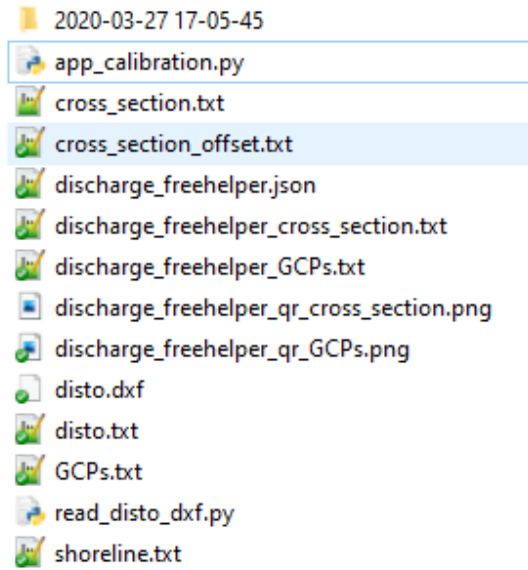 2020-03-27 17-05-45
app_calibration.py
cross_section.txt
cross_section_offset.txt
discharge_freehelper.json
discharge_freehelper_cross_section.txt
discharge_freehelper_GCPs.txt
discharge_freehelper_qr_cross_section.png
discharge_freehelper_qr_GCPs.png
disto.dxf
disto.txt
GCPs.txt
read_disto_dxf.py
shoreline.txt